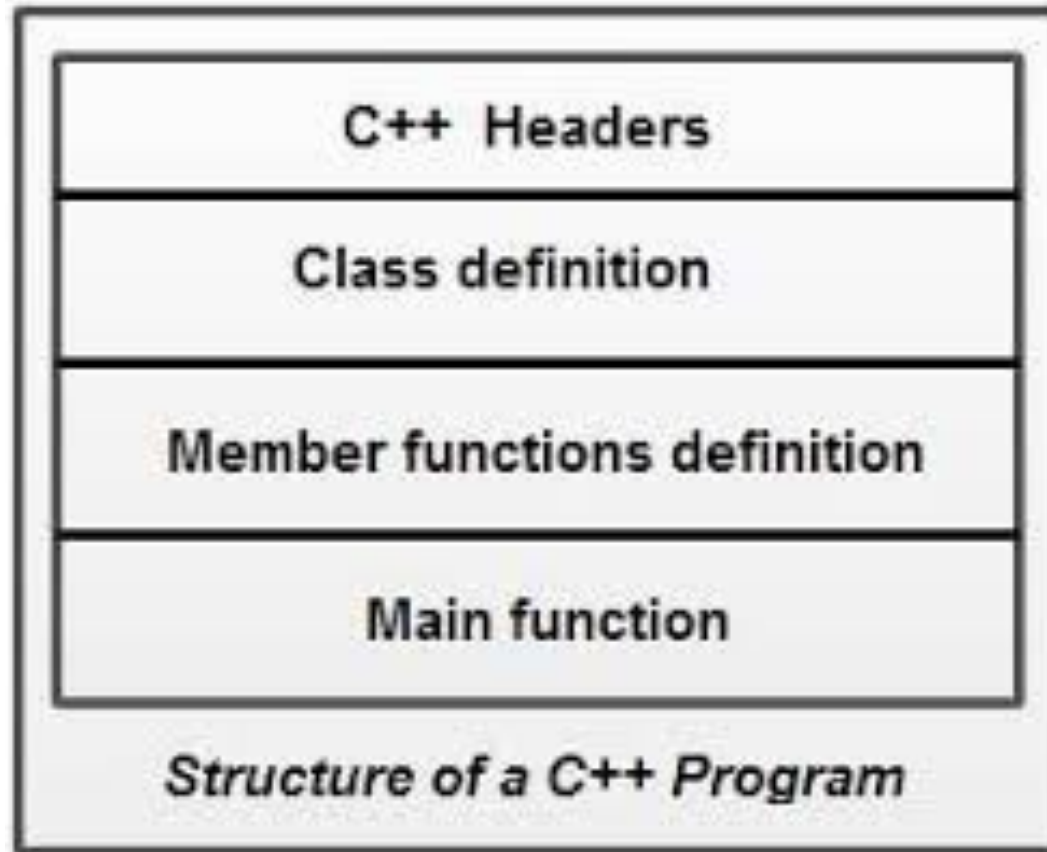 C++ Headers
Class definition
Member functions definition
Main function
Structure of a C++ Program